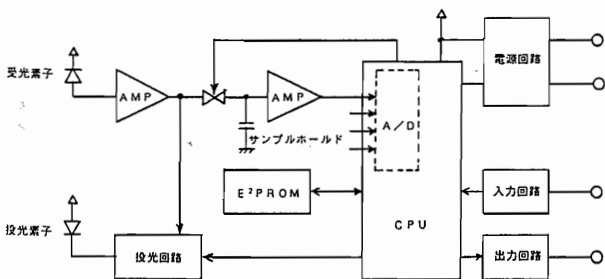 電源回路
受光素子
AMP
AMP
A/D
サンプルホールド
E²PROM
CPU
入力回路
投光素子
投光回路
出力回路